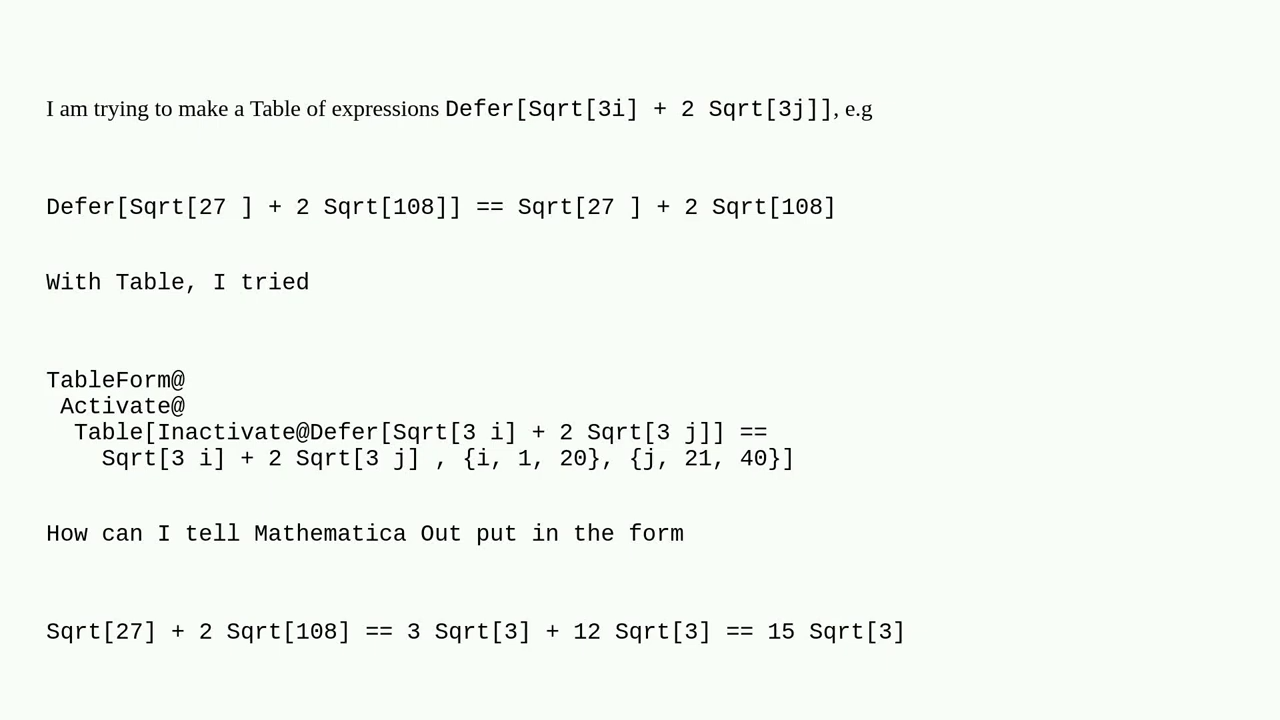 I am trying to make a Table of expressions Defer[Sqrt[3i] + 2 Sqrt[3j]], e.g
Defer[Sqrt[27 ] + 2 Sqrt[108]] == Sqrt[27 ] + 2 Sqrt[108]
With Table, I tried
TableForm@
 Activate@
  Table[Inactivate@Defer[Sqrt[3 i] + 2 Sqrt[3 j]] ==
    Sqrt[3 i] + 2 Sqrt[3 j] , {i, 1, 20}, {j, 21, 40}]
How can I tell Mathematica Out put in the form
Sqrt[27] + 2 Sqrt[108] == 3 Sqrt[3] + 12 Sqrt[3] == 15 Sqrt[3]